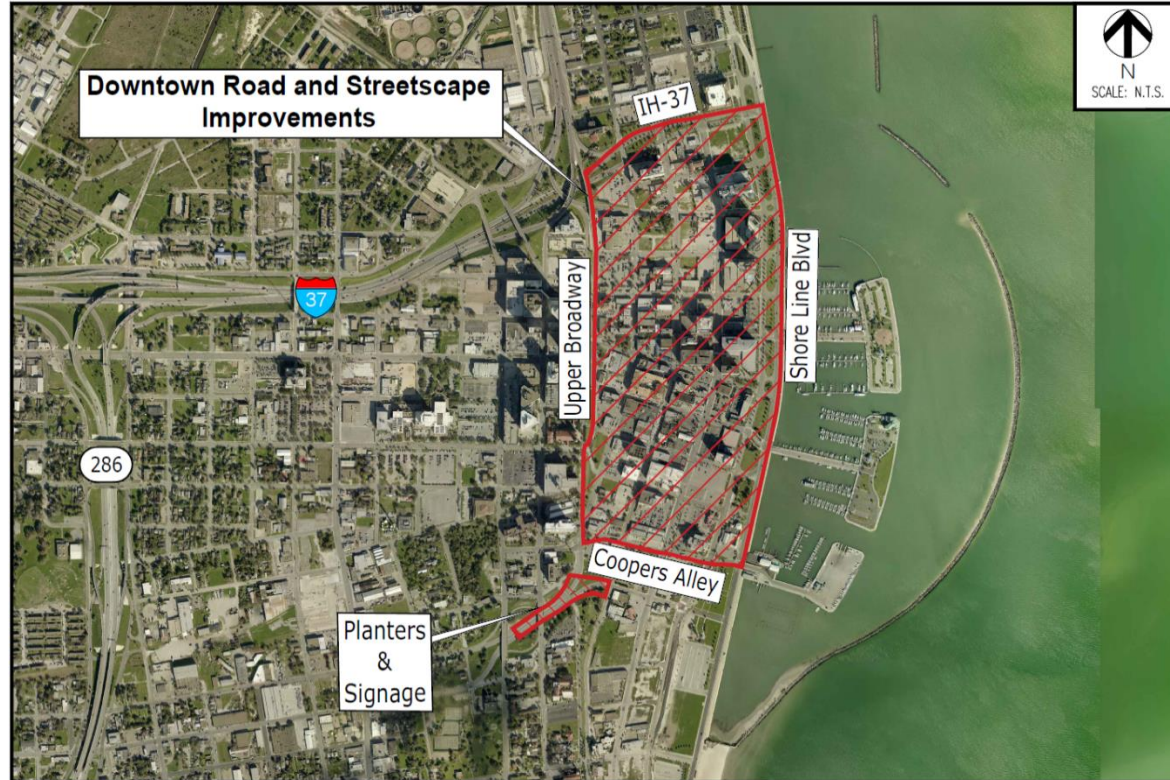 N
SCALE: N.T.S.
Downtown Road and Streetscape
Improvements
IH-37
37
Upper Broadway
Shore Line Blvd
286
Coopers Alley
Planters
&
Signage